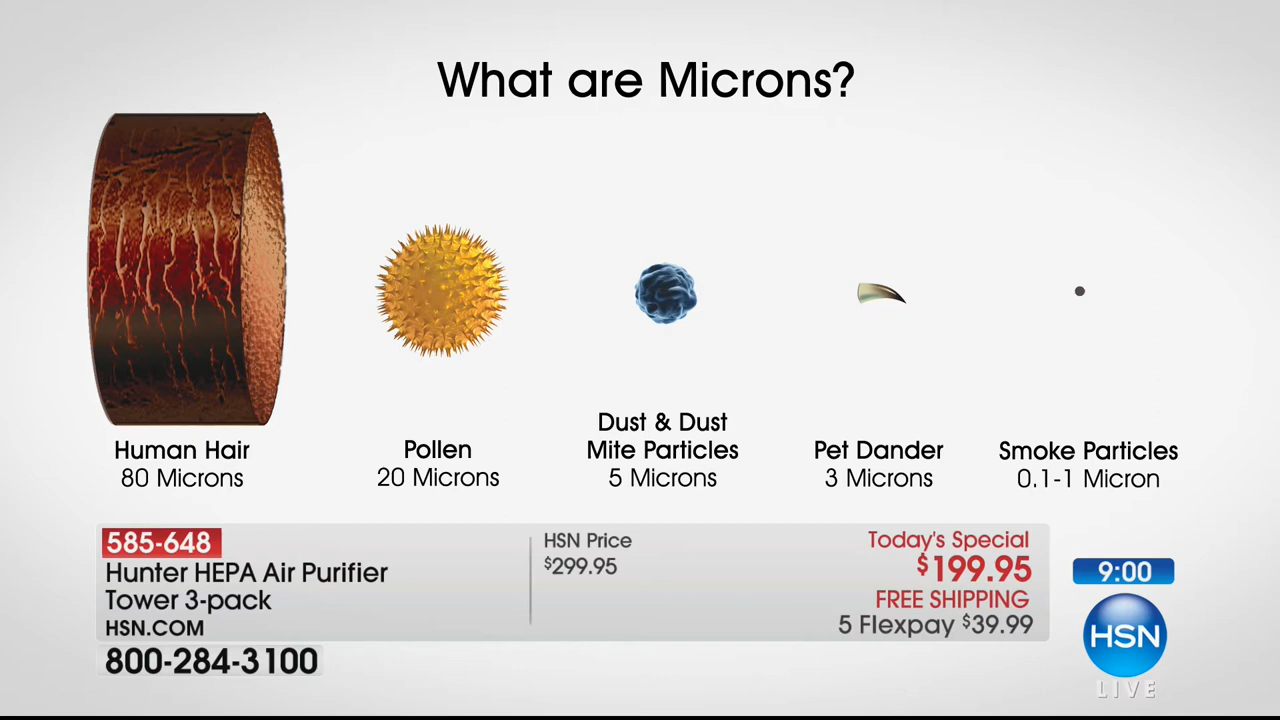 What are Microns?
Human Hair
80 Microns
Pollen
20 Microns
Dust & Dust
Mite Particles
5 Microns
Pet Dander
3 Microns
Smoke Particles
0.1-1 Micron
585-648
Hunter HEPA Air Purifier
Tower 3-pack
HSN.COM
800-284-3100
HSN Price
$299.95
Today's Special
$199.95
FREE SHIPPING
5 Flexpay $39.99
9:00
HSN
LIVE